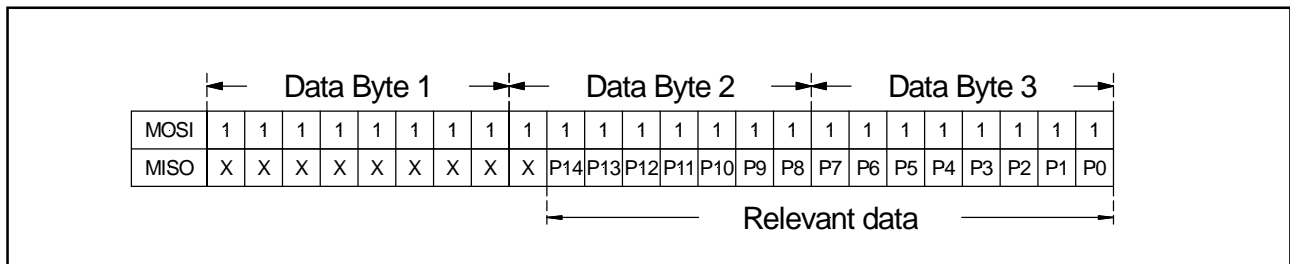 Data Byte 1 Data Byte 2 Data Byte 3
MOSI 1 1 1 1 1 1 1 1 1 1 1 1 1 1 1 1 1 1 1 1 1 1 1 1
MISO X X X X X X X X X P14 P13 P12 P11 P10 P9 P8 P7 P6 P5 P4 P3 P2 P1 P0
Relevant data